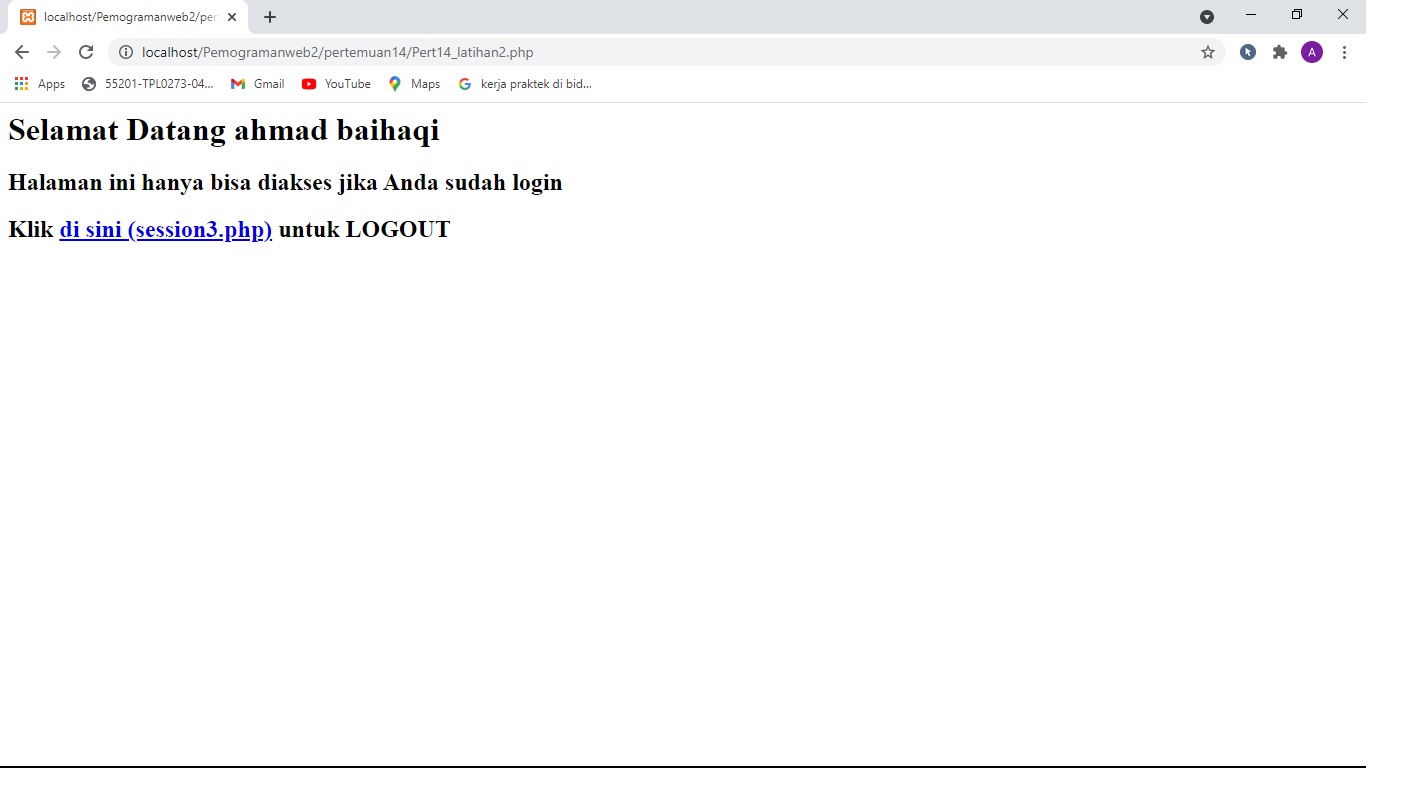 localhost/Pemogramanweb2/per
localhost/Pemogramanweb2/pertemuan14/Pert14_latihan2.php
A
Apps 55201-TPL0273-04... Gmail YouTube Maps kerja praktek di bid...
Selamat Datang ahmad baihaqi
Halaman ini hanya bisa diakses jika Anda sudah login
Klik di sini (session3.php) untuk LOGOUT